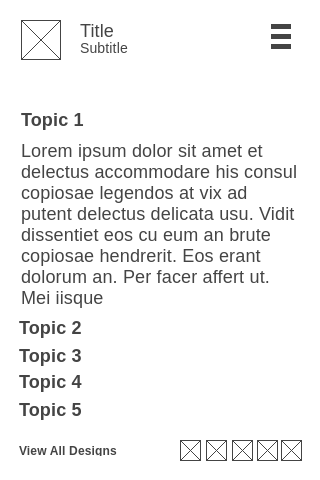 Title
Subtitle
Topic 1
Lorem ipsum dolor sit amet et
delectus accommodare his consul
copiosae legendos at vix ad
putent delectus delicata usu. Vidit
dissentiet eos cu eum an brute
copiosae hendrerit. Eos erant
dolorum an. Per facer affert ut.
Mei iisque
Topic 2
Topic 3
Topic 4
Topic 5
View All Designs